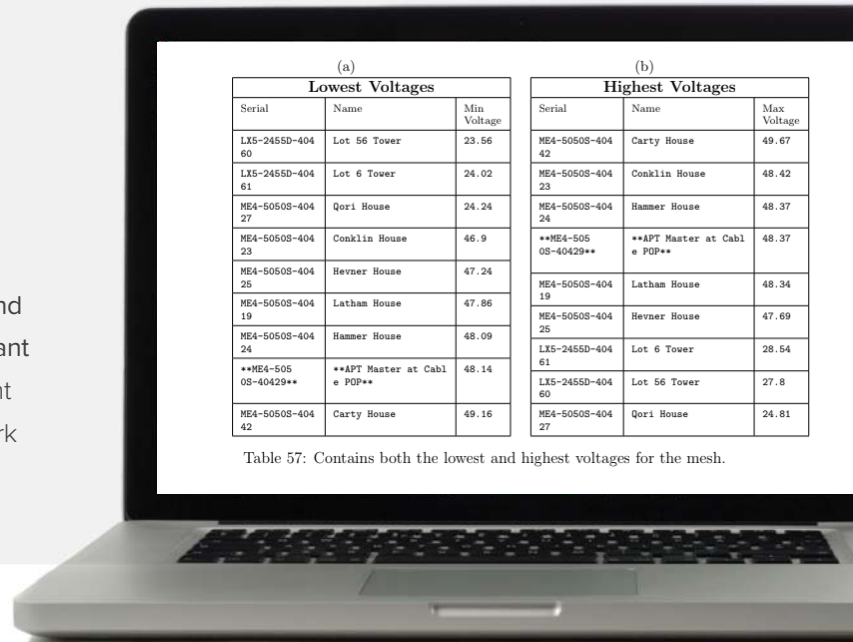 nd
ant
nt
rk
(a)
Lowest Voltages
Serial Name Min
Voltage
LX5-2455D-404 Lot 56 Tower 23.56
60
LX5-2455D-404 Lot 6 Tower 24.02
61
ME4-5050S-404 Qori House 24.24
27
ME4-5050S-404 Conklin House 46.9
23
ME4-5050S-404 Hevner House 47.24
25
ME4-5050S-404 Latham House 47.86
19
ME4-5050S-404 Hammer House 48.09
24
**ME4-505 **APT Master at Cabl 48.14
0S-40429** e POP**
ME4-5050S-404 Carty House 49.16
42
(b)
Highest Voltages
Serial Name Max
Voltage
ME4-5050S-404 Carty House 49.67
42
ME4-5050S-404 Conklin House 48.42
23
ME4-5050S-404 Hammer House 48.37
24
**ME4-505 **APT Master at Cabl 48.37
0S-40429** e POP**
ME4-5050S-404 Latham House 48.34
19
ME4-5050S-404 Hevner House 47.69
25
LX5-2455D-404 Lot 6 Tower 28.54
61
LX5-2455D-404 Lot 56 Tower 27.8
60
ME4-5050S-404 Qori House 24.81
27
Table 57: Contains both the lowest and highest voltages for the mesh.